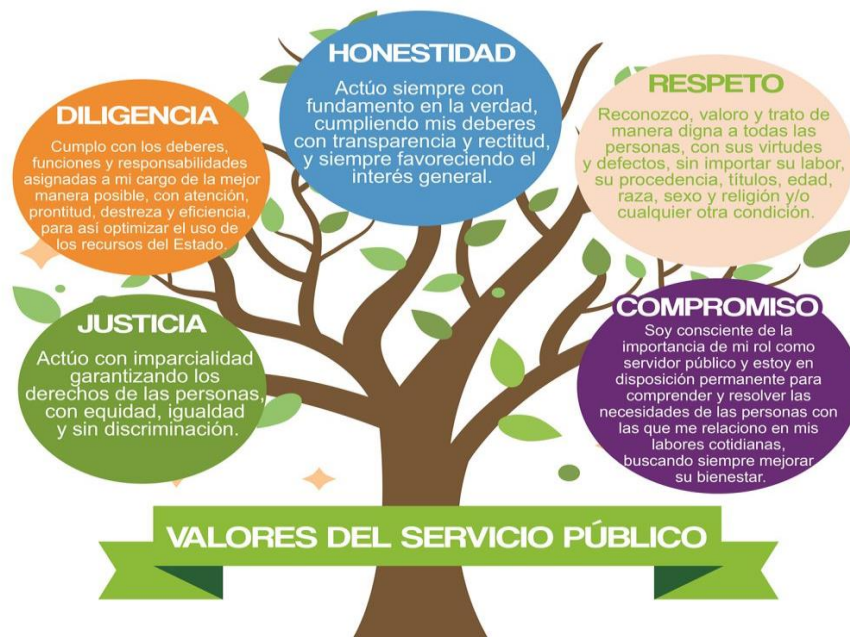 HONESTIDAD
Actúo siempre con
fundamento en la verdad,
cumpliendo mis deberes
con transparencia y rectitud,
y siempre favoreciendo el
interés general.
DILIGENCIA
Cumplo con los deberes,
funciones y responsabilidades
asignadas a mi cargo de la mejor
manera posible, con atención,
prontitud, destreza y eficiencia,
para así optimizar el uso de
los recursos del Estado.
RESPETO
Reconozco, valoro y trato de
manera digna a todas las
personas, con sus virtudes
y defectos, sin importar su labor,
su procedencia, títulos, edad,
raza, sexo y religión y/o
cualquier otra condición.
JUSTICIA
Actúo con imparcialidad
garantizando los
derechos de las personas,
con equidad, igualdad
y sin discriminación.
COMPROMISO
Soy consciente de la
importancia de mi rol como
servidor público y estoy en
disposición permanente para
comprender y resolver las
necesidades de las personas con
las que me relaciono en mis
labores cotidianas,
buscando siempre mejorar
su bienestar.
VALORES DEL SERVICIO PÚBLICO